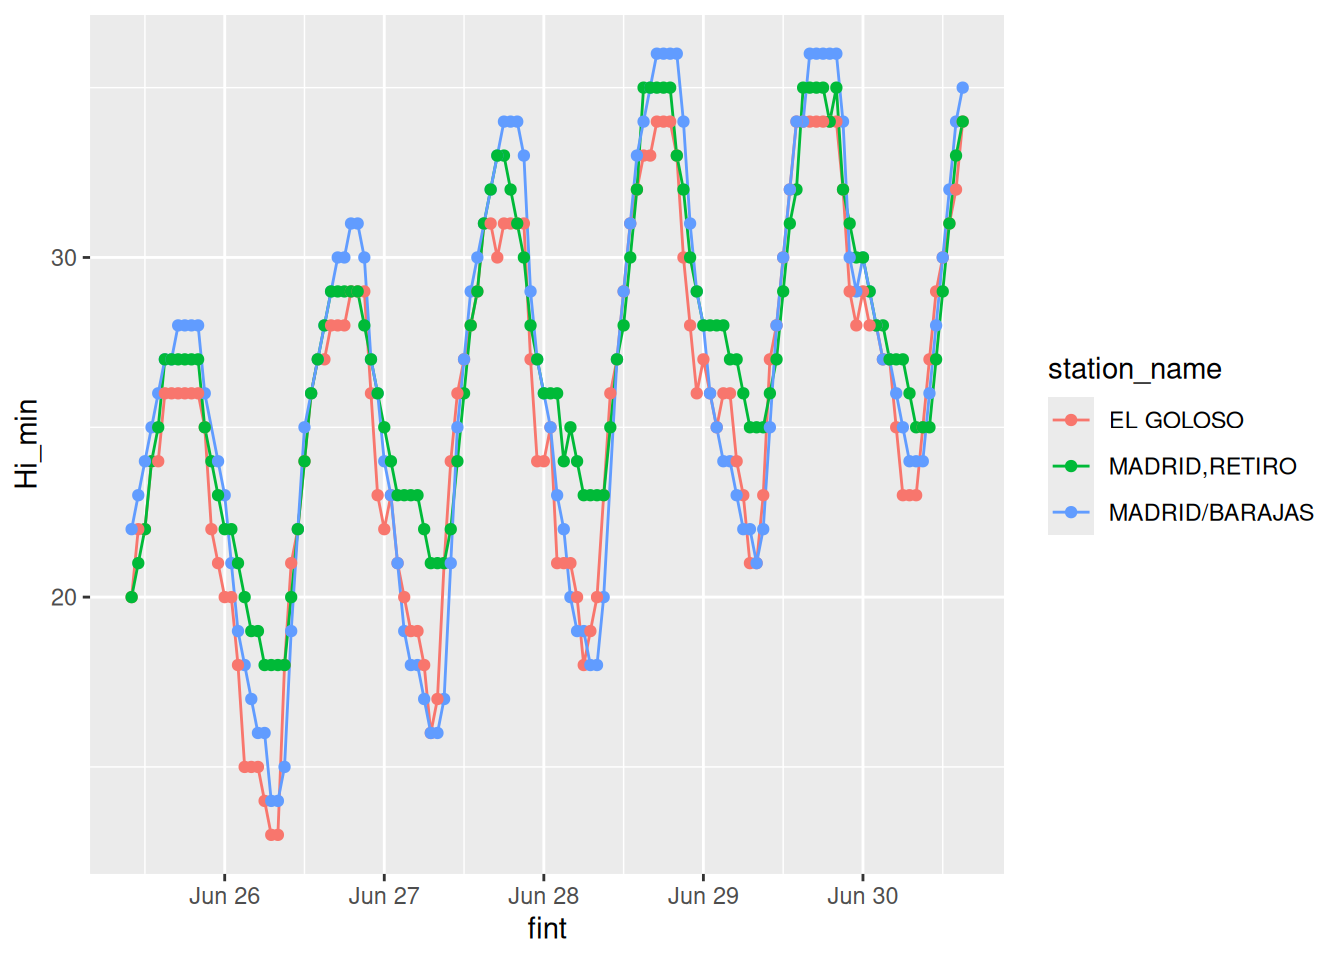 Hi_min
30
20
Jun 26
Jun 27
Jun 28
Jun 29
Jun 30
fint
station_name
EL GOLOSO
MADRID,RETIRO
MADRID/BARAJAS